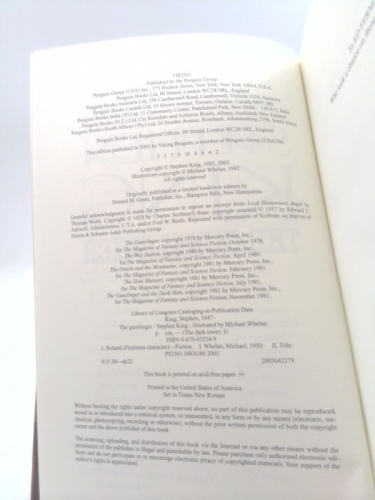 VIKING
Published by the Penguin Group
Penguin Group (USA) Inc., 375 Hudson Street, New York, New York 10014, U.S.A.
Penguin Books Ltd, 80 Strand, London WC2R 0RL, England
Penguin Books Australia Ltd, 250 Camberwell Road, Camberwell, Victoria 3124, Australia
Penguin Books Canada Ltd, 10 Alcorn Avenue, Toronto, Ontario, Canada M4V 3B2
Penguin Books India (P) Ltd, 11 Community Centre, Panchsheel Park, New Delhi – 110 017, India
Penguin Books (N.Z.) Ltd, Cnr Rosedale and Airborne Roads, Albany, Auckland, New Zealand
Penguin Books (South Africa) (Pty) Ltd, 24 Sturdee Avenue, Rosebank, Johannesburg 2196, South Africa
Penguin Books Ltd, Registered Offices: 80 Strand, London WC2R 0RL, England
This edition published in 2003 by Viking Penguin, a member of Penguin Group (USA) Inc.
1 3 5 7 9 10 8 6 4 2
Copyright © Stephen King, 1982, 2003
Illustrations copyright © Michael Whelan, 1982
All rights reserved
Originally published in a limited hardcover edition by
Donald M. Grant, Publisher, Inc., Hampton Falls, New Hampshire.
Grateful acknowledgment is made for permission to reprint an excerpt from Look Homeward, Angel by
Thomas Wolfe. Copyright © 1929 by Charles Scribner's Sons; copyright renewed © 1957 by Edward C.
Aswell, Administrator, C.T.A. and/or Fred W. Wolfe. Reprinted with permission of Scribner, an imprint of
Simon & Schuster Adult Publishing Group.
The Gunslinger, copyright 1978 by Mercury Press, Inc.,
for The Magazine of Fantasy and Science Fiction, October 1978.
The Way Station, copyright 1980 by Mercury Press, Inc.,
for The Magazine of Fantasy and Science Fiction, April 1980.
The Oracle and the Mountains, copyright 1981 by Mercury Press, Inc.,
for The Magazine of Fantasy and Science Fiction, February 1981.
The Slow Mutants, copyright 1981 by Mercury Press, Inc.,
for The Magazine of Fantasy and Science Fiction, July 1981.
The Gunslinger and the Dark Man, copyright 1981 by Mercury Press, Inc.,
for The Magazine of Fantasy and Science Fiction, November 1981.
Library of Congress Cataloging-in-Publication Data
King, Stephen, 1947–
The gunslinger / Stephen King ; illustrated by Michael Whelan.
p. cm. — (The dark tower; I)
ISBN 0-670-03254-9
1. Roland (Fictitious character)—Fiction. I. Whelan, Michael, 1950– II. Title.
PS3561.I483G86 2003
813'.54—dc21 2003042279
This book is printed on acid-free paper.
Printed in the United States of America
Set in Times New Roman
Without limiting the rights under copyright reserved above, no part of this publication may be reproduced,
stored in or introduced into a retrieval system, or transmitted, in any form or by any means (electronic, mechanical, photocopying, recording or otherwise), without the prior written permission of both the copyright
owner and the above publisher of this book.
The scanning, uploading, and distribution of this book via the Internet or via any other means without the
permission of the publisher is illegal and punishable by law. Please purchase only authorized electronic editions and do not participate in or encourage electronic piracy of copyrighted materials. Your support of the
author's rights is appreciated.